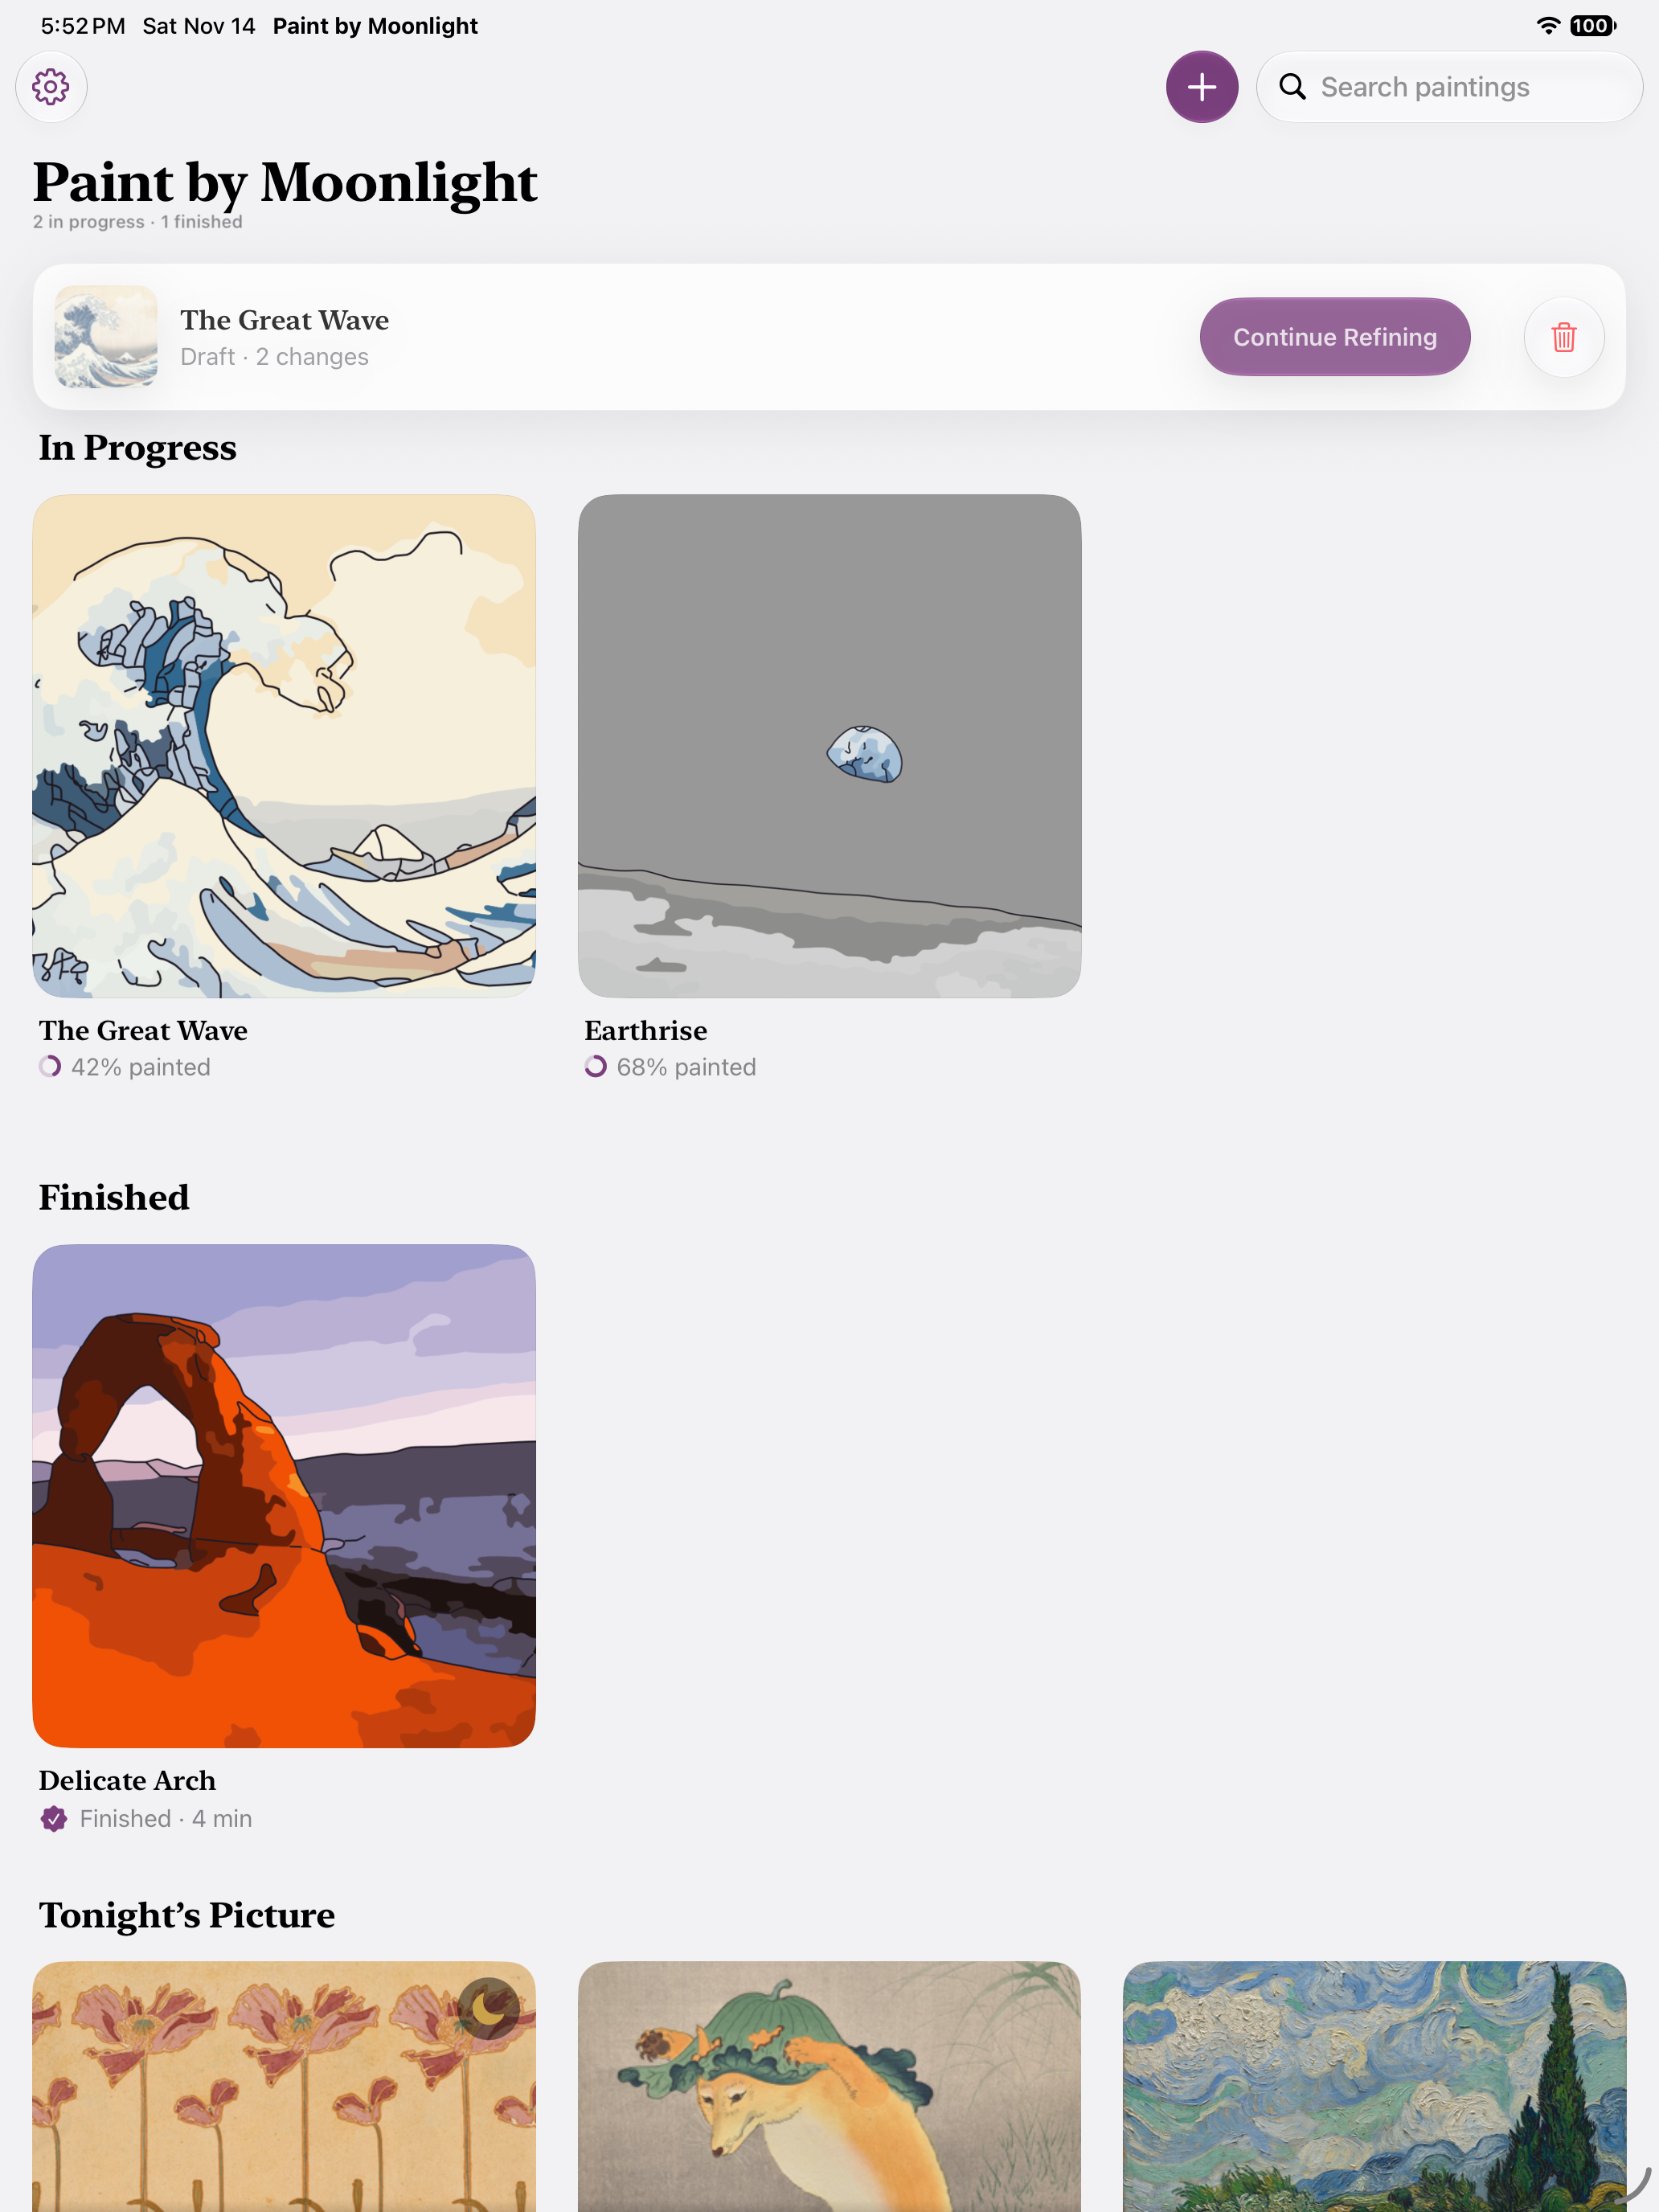 5:52 PM Sat Nov 14 Paint by Moonlight
100
Search paintings
Paint by Moonlight
2 in progress · 1 finished
The Great Wave
Draft · 2 changes
Continue Refining
In Progress
The Great Wave
42% painted
Earthrise
68% painted
Finished
Delicate Arch
Finished · 4 min
Tonight’s Picture